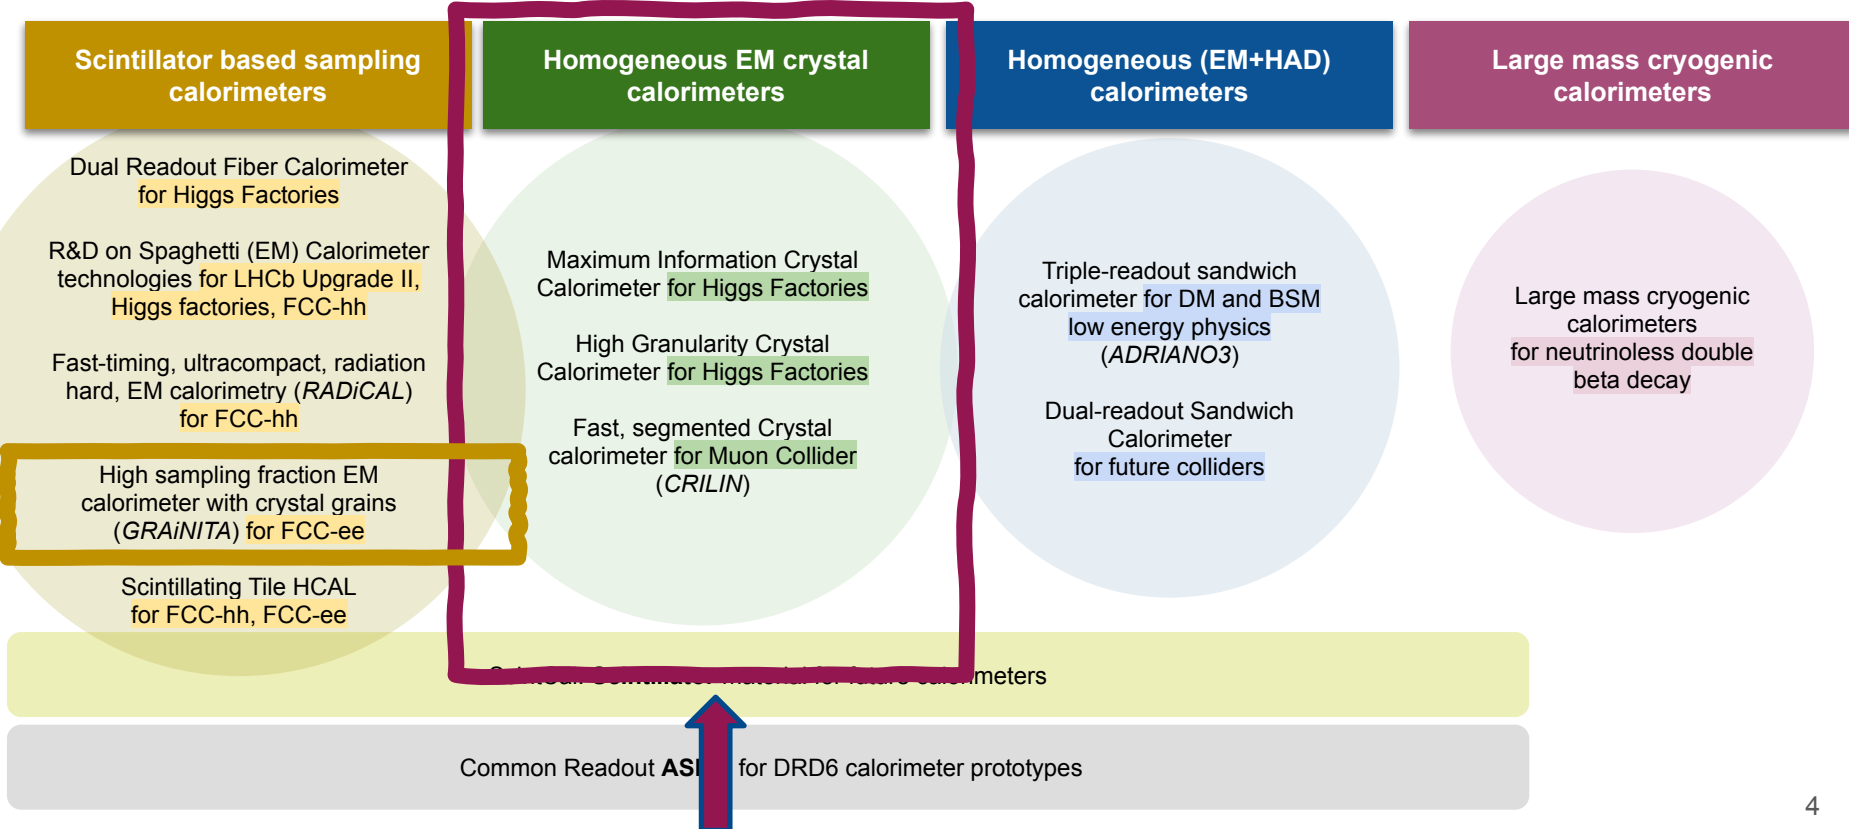 Scintillator based sampling
calorimeters
Homogeneous EM crystal
calorimeters
Homogeneous (EM+HAD)
calorimeters
Large mass cryogenic
calorimeters
Dual Readout Fiber Calorimeter
for Higgs Factories
R&D on Spaghetti (EM) Calorimeter
technologies for LHCb Upgrade II,
Higgs factories, FCC-hh
Fast-timing, ultracompact, radiation
hard, EM calorimetry (RADiCAL)
for FCC-hh
High sampling fraction EM
calorimeter with crystal grains
(GRAiNITA) for FCC-ee
Scintillating Tile HCAL
for FCC-hh, FCC-ee
Maximum Information Crystal
Calorimeter for Higgs Factories
High Granularity Crystal
Calorimeter for Higgs Factories
Fast, segmented Crystal
calorimeter for Muon Collider
(CRILIN)
Triple-readout sandwich
calorimeter for DM and BSM
low energy physics
(ADRIANO3)
Dual-readout Sandwich
Calorimeter
for future colliders
Large mass cryogenic
calorimeters
for neutrinoless double
beta decay
material for future calorimeters
Common Readout for DRD6 calorimeter prototypes
4